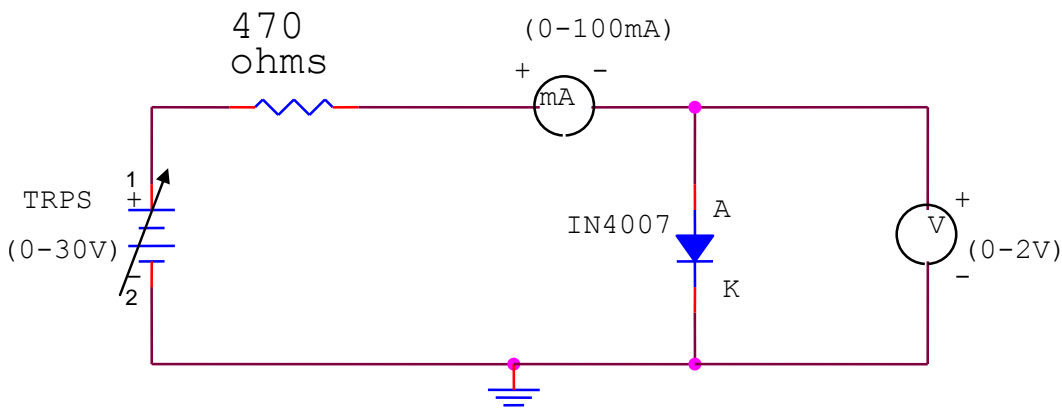 470
ohms
(0-100mA)
+ -
mA
1
+
TRPS
(0-30V)
-
2
IN4007
A
K
+
V
(0-2V)
-